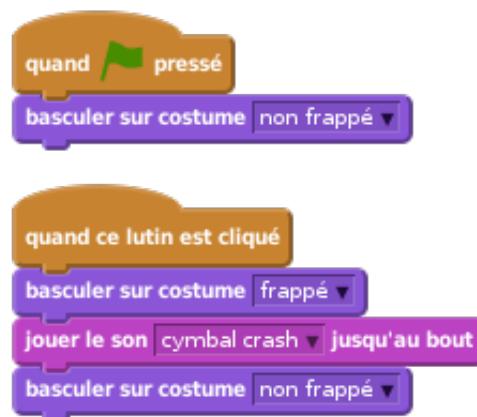 quand pressé
basculer sur costume non frappé
quand ce lutin est cliqué
basculer sur costume frappé
jouer le son cymbal crash jusqu'au bout
basculer sur costume non frappé